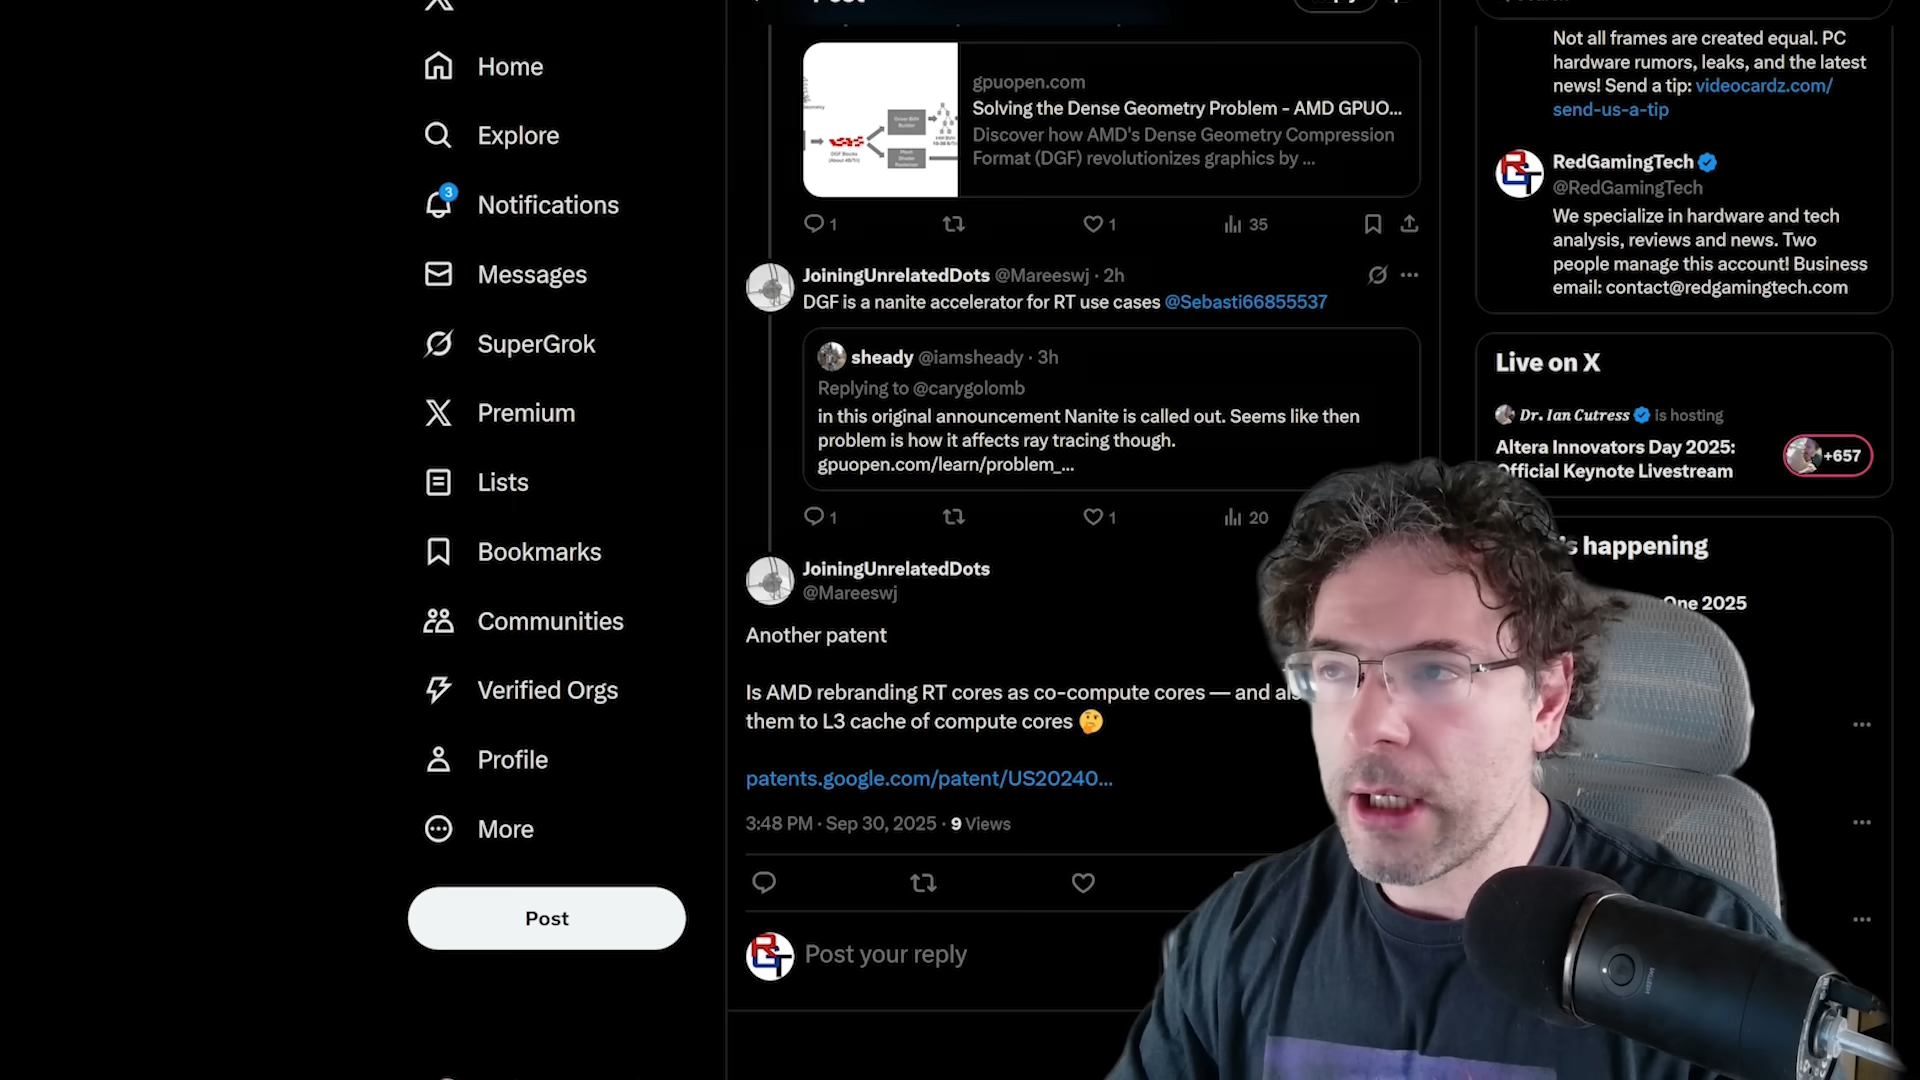 Post
Home
Explore
3
Notifications
Messages
SuperGrok
Premium
Lists
Bookmarks
Communities
Verified Orgs
Profile
More
Post
gpuopen.com
Solving the Dense Geometry Problem - AMD GPUO...
Discover how AMD's Dense Geometry Compression
Format (DGF) revolutionizes graphics by ...
1
1
35
JoiningUnrelatedDots @Mareeswj · 2h
DGF is a nanite accelerator for RT use cases @Sebasti66855537
sheady @iamsheady · 3h
Replying to @carygolomb
in this original announcement Nanite is called out. Seems like then
problem is how it affects ray tracing though.
gpuopen.com/learn/problem_...
1
1
20
JoiningUnrelatedDots
@Mareeswj
Another patent
Is AMD rebranding RT cores as co-compute cores — and
them to L3 cache of compute cores 🤔
patents.google.com/patent/US20240...
3:48 PM · Sep 30, 2025 · 9 Views
Post your reply
Not all frames are created equal. PC
hardware rumors, leaks, and the latest
news! Send a tip: videocardz.com/
send-us-a-tip
RedGamingTech
@RedGamingTech
We specialize in hardware and tech
analysis, reviews and news. Two
people manage this account! Business
email: contact@redgamingtech.com
Live on X
Dr. Ian Cutress is hosting
Altera Innovators Day 2025:
Official Keynote Livestream
+657
happening
One 2025